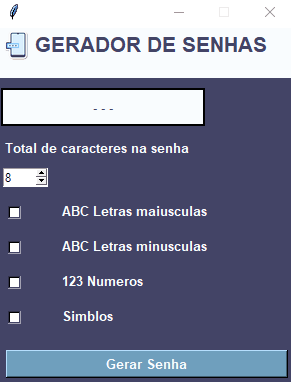 GERADOR DE SENHAS
- - -
Total de caracteres na senha
8
ABC Letras maiusculas
ABC Letras minusculas
123 Numeros
Simblos
Gerar Senha